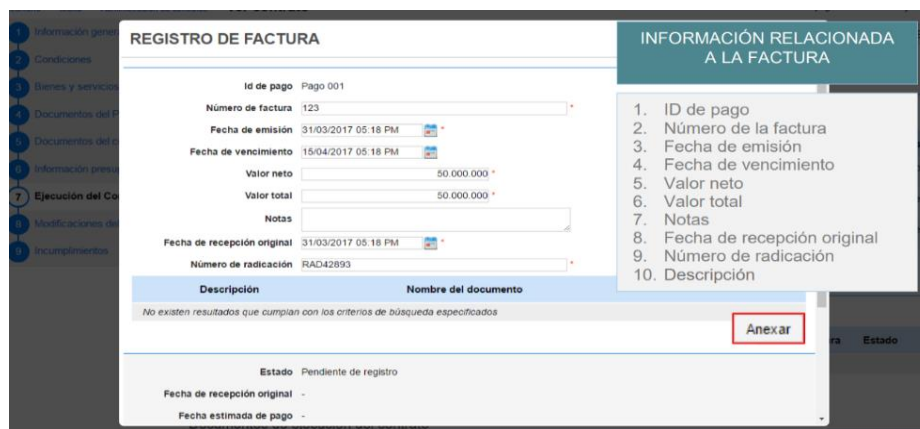 Información gener
Condiciones
Bienes y servicios
Documentos del P
Documentos del c
Información presu
Ejecución del Co
Modificaciones del
Incumplimientos
1
2
3
4
5
6
7
8
9
REGISTRO DE FACTURA
Id de pago Pago 001
Número de factura 123 *
Fecha de emisión 31/03/2017 05:18 PM *
Fecha de vencimiento 15/04/2017 05:18 PM
Valor neto 50.000.000 *
Valor total 50.000.000 *
Notas
Fecha de recepción original 31/03/2017 05:18 PM *
Número de radicación RAD42893 *
Descripción Nombre del documento
No existen resultados que cumplan con los criterios de búsqueda especificados
Anexar
Estado Pendiente de registro
Fecha de recepción original -
Fecha estimada de pago -
INFORMACIÓN RELACIONADA
A LA FACTURA
1. ID de pago
2. Número de la factura
3. Fecha de emisión
4. Fecha de vencimiento
5. Valor neto
6. Valor total
7. Notas
8. Fecha de recepción original
9. Número de radicación
10. Descripción
ra Estado